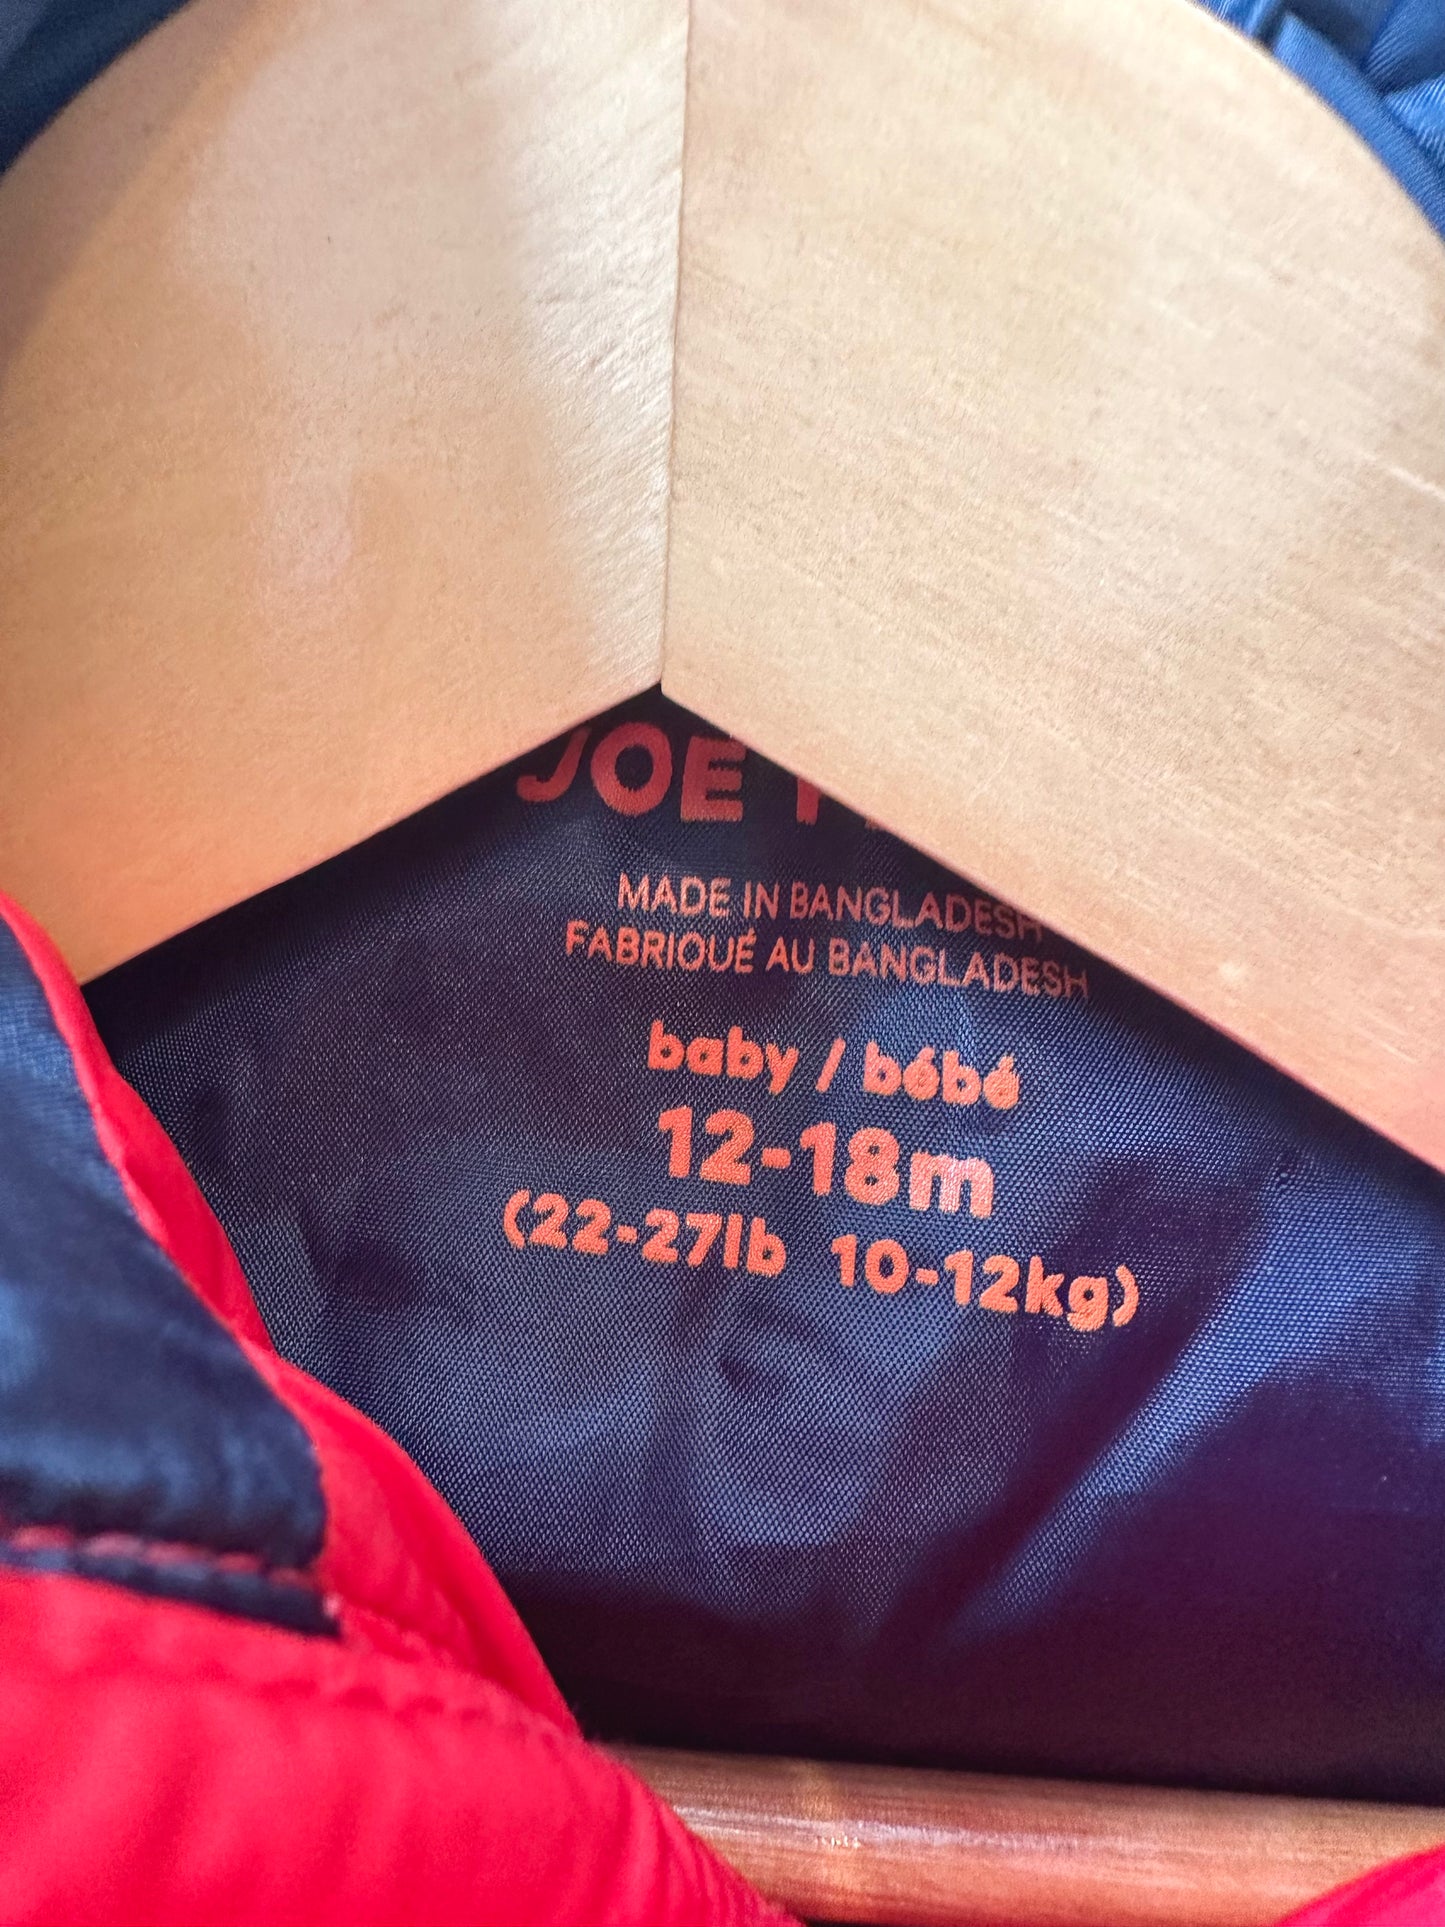 JOE
MADE IN BANGLADESH
FABRIQUÉ AU BANGLADESH
baby / bébé
12-18m
(22-27lb 10-12kg)